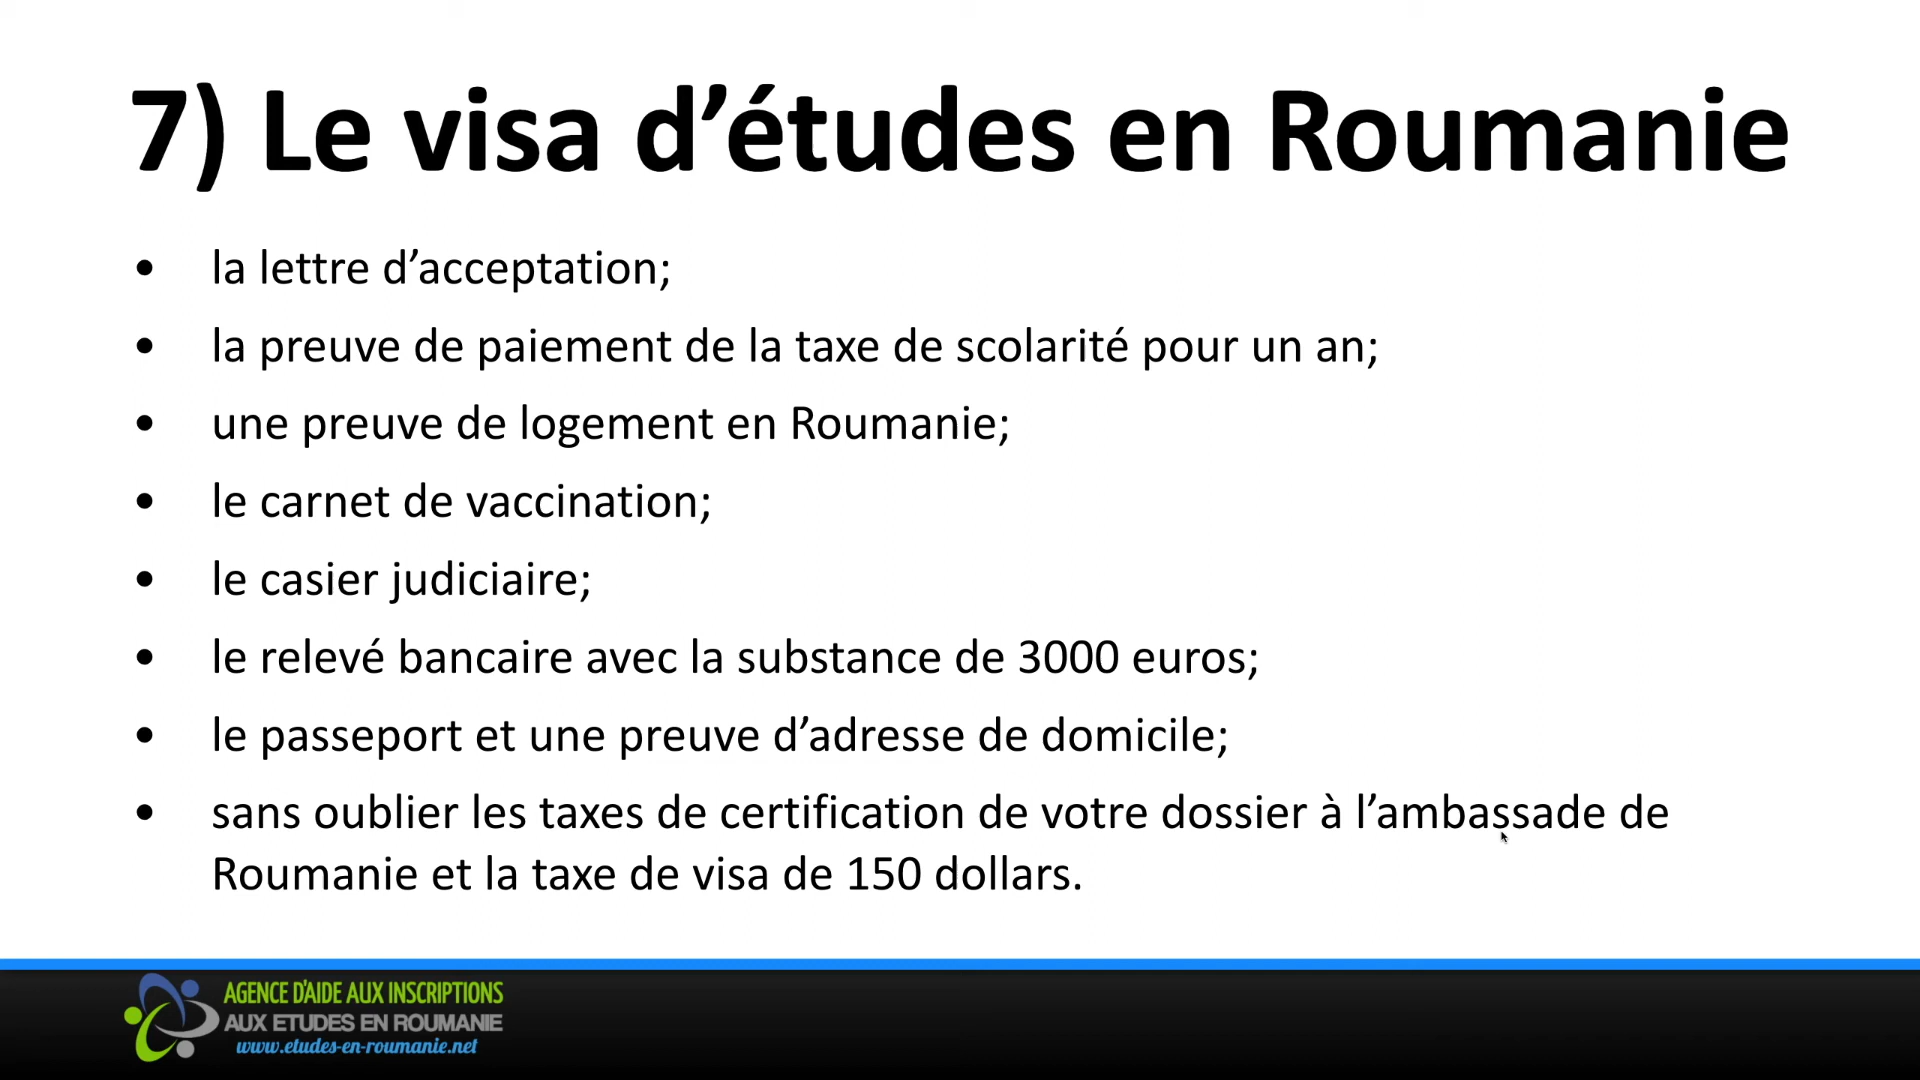 7) Le visa d’études en Roumanie
• la lettre d’acceptation;
• la preuve de paiement de la taxe de scolarité pour un an;
• une preuve de logement en Roumanie;
• le carnet de vaccination;
• le casier judiciaire;
• le relevé bancaire avec la substance de 3000 euros;
• le passeport et une preuve d’adresse de domicile;
• sans oublier les taxes de certification de votre dossier à l’ambassade de
Roumanie et la taxe de visa de 150 dollars.
AGENCE D'AIDE AUX INSCRIPTIONS
AUX ETUDES EN ROUMANIE
www.etudes-en-roumanie.net